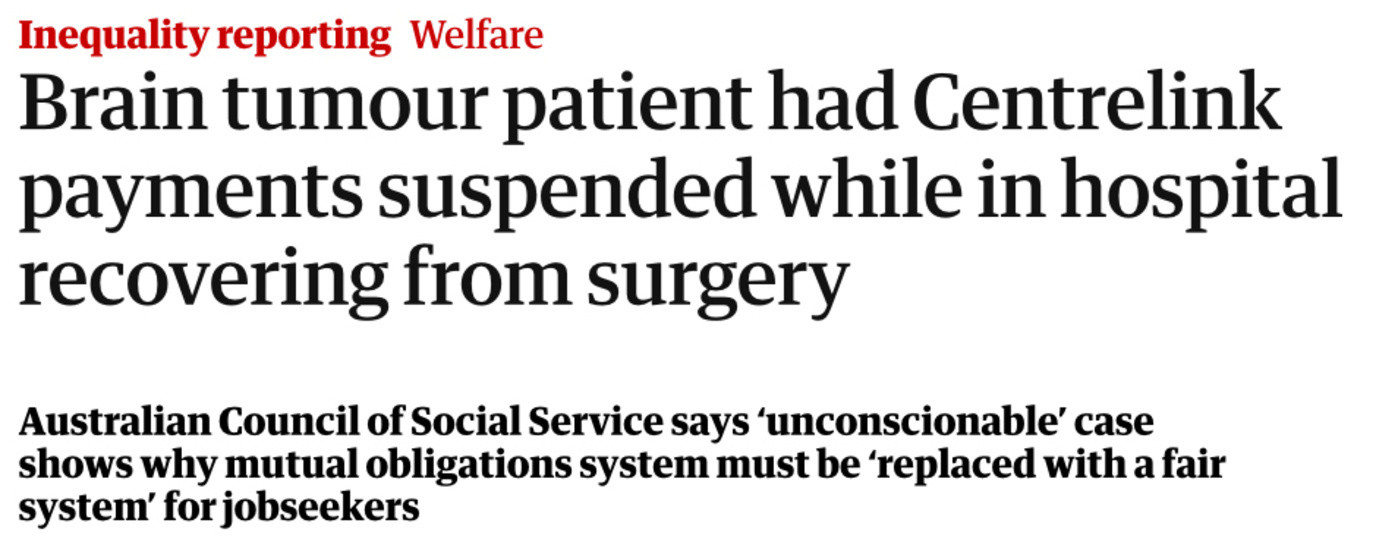 Inequality reporting Welfare
Brain tumour patient had Centrelink
payments suspended while in hospital
recovering from surgery
Australian Council of Social Service says ‘unconscionable’ case
shows why mutual obligations system must be ‘replaced with a fair
system’ for jobseekers